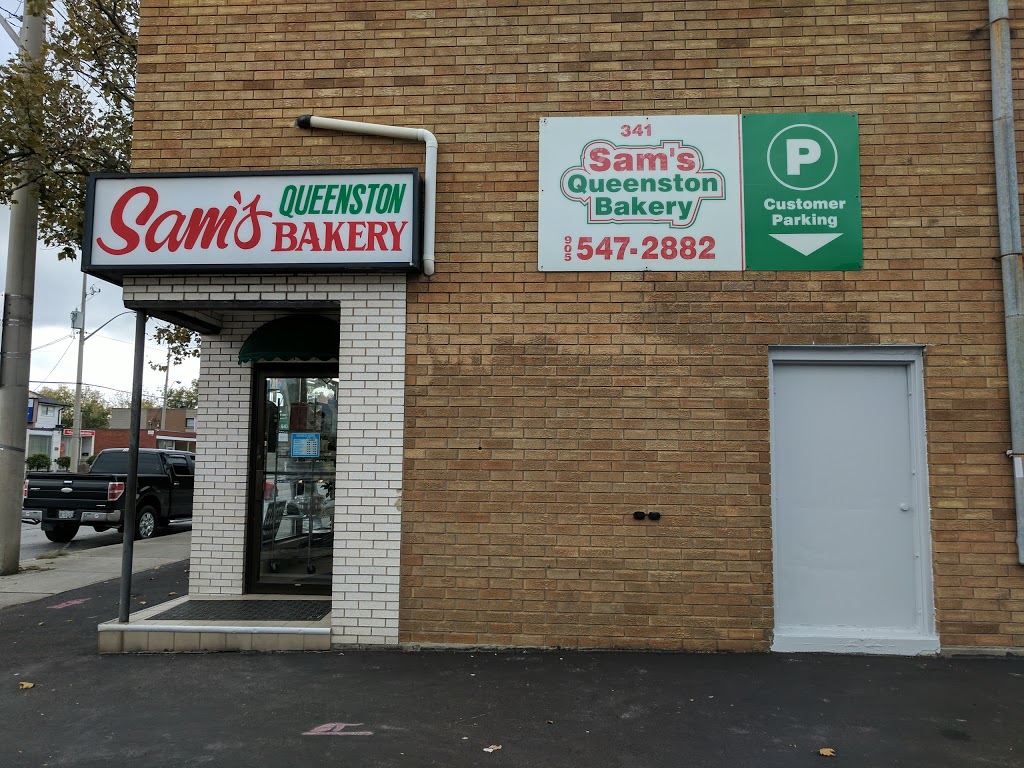 Sam's QUEENSTON
BAKERY
341
Sam's
Queenston
Bakery
905 547-2882
P
Customer
Parking